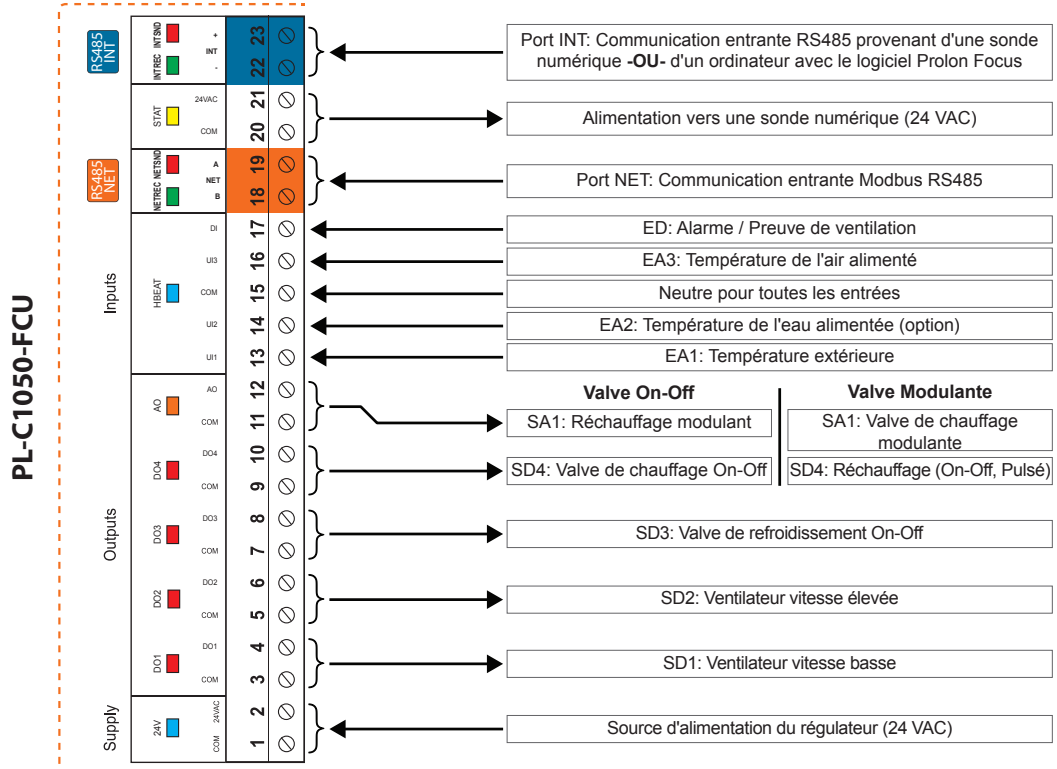 PL-C1050-FCU
RS485
INT
INTREC INTSND
+
INT
-
23
22
Port INT: Communication entrante RS485 provenant d'une sonde
numérique -OU- d'un ordinateur avec le logiciel Prolon Focus
STAT
24VAC
COM
21
20
Alimentation vers une sonde numérique (24 VAC)
RS485
NET
NETREC NETSND
A
NET
B
19
18
Port NET: Communication entrante Modbus RS485
Inputs
HBEAT
DI
17
ED: Alarme / Preuve de ventilation
UI3
16
EA3: Température de l'air alimenté
COM
15
Neutre pour toutes les entrées
UI2
14
EA2: Température de l'eau alimentée (option)
UI1
13
EA1: Température extérieure
Outputs
Valve On-Off
Valve Modulante
AO
AO
COM
12
11
SA1: Réchauffage modulant
SA1: Valve de chauffage
modulante
DO4
DO4
COM
10
9
SD4: Valve de chauffage On-Off
SD4: Réchauffage (On-Off, Pulsé)
DO3
DO3
COM
8
7
SD3: Valve de refroidissement On-Off
DO2
DO2
COM
6
5
SD2: Ventilateur vitesse élevée
DO1
DO1
COM
4
3
SD1: Ventilateur vitesse basse
Supply
24V
24VAC
COM
2
1
Source d'alimentation du régulateur (24 VAC)